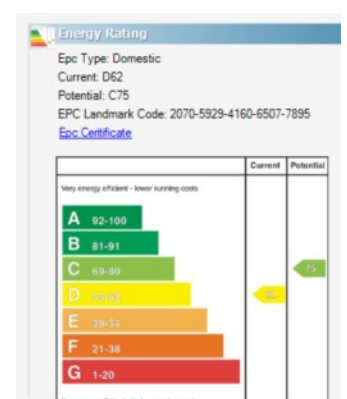 Energy Rating
Epc Type: Domestic
Current: D62
Potential: C75
EPC Landmark Code: 2070-5929-4160-6507-7895
Epc Certificate
Current Potential
Very energy efficient - lower running costs
A 92-100
B 81-91
C 69-80
75
D
E 39-54
F 21-38
G 1-20